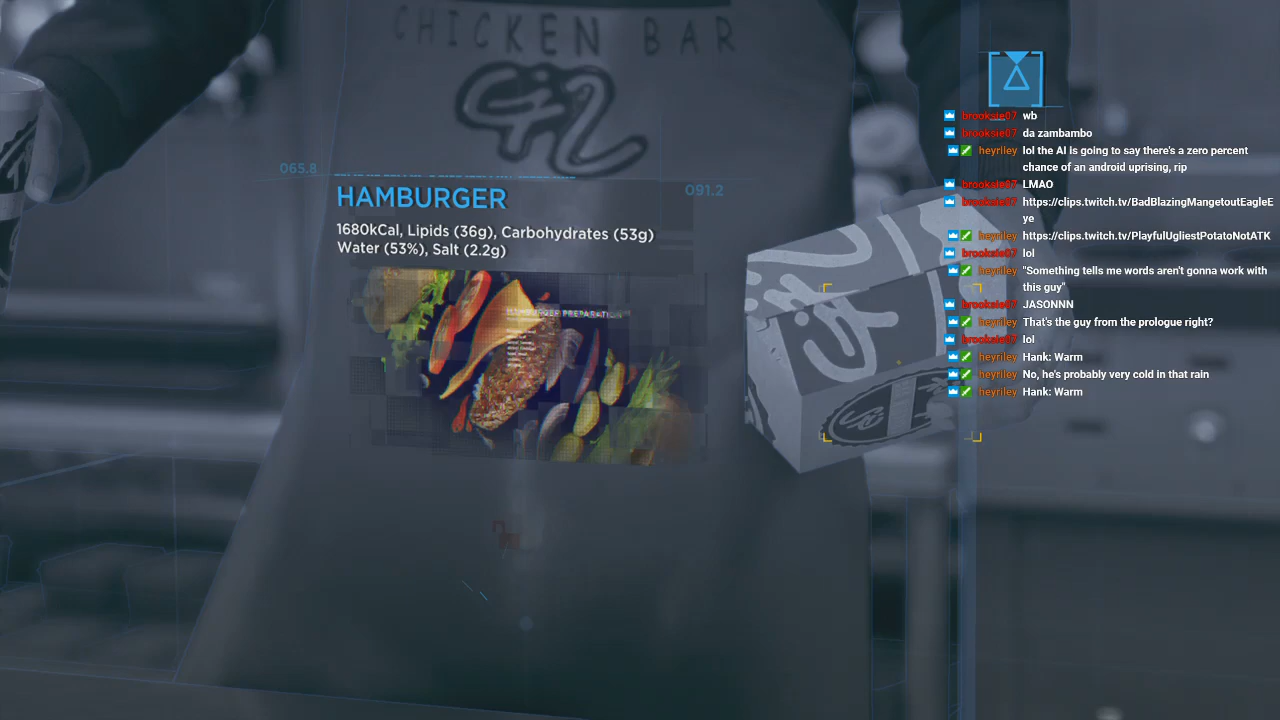 CHICKEN BAR
065.8
091.2
HAMBURGER
1680kCal, Lipids (36g), Carbohydrates (53g)
Water (53%), Salt (2.2g)
HAMBURGER PREPARATION
brooksie07 wb
brooksie07 da zambambo
heyriley lol the AI is going to say there's a zero percent
chance of an android uprising, rip
brooksie07 LMAO
brooksie07 https://clips.twitch.tv/BadBlazingMangetoutEagleE
ye
heyriley https://clips.twitch.tv/PlayfulUgliestPotatoNotATK
brooksie07 lol
heyriley "Something tells me words aren't gonna work with
this guy"
brooksie07 JASONNN
heyriley That's the guy from the prologue right?
brooksie07 lol
heyriley Hank: Warm
heyriley No, he's probably very cold in that rain
heyriley Hank: Warm